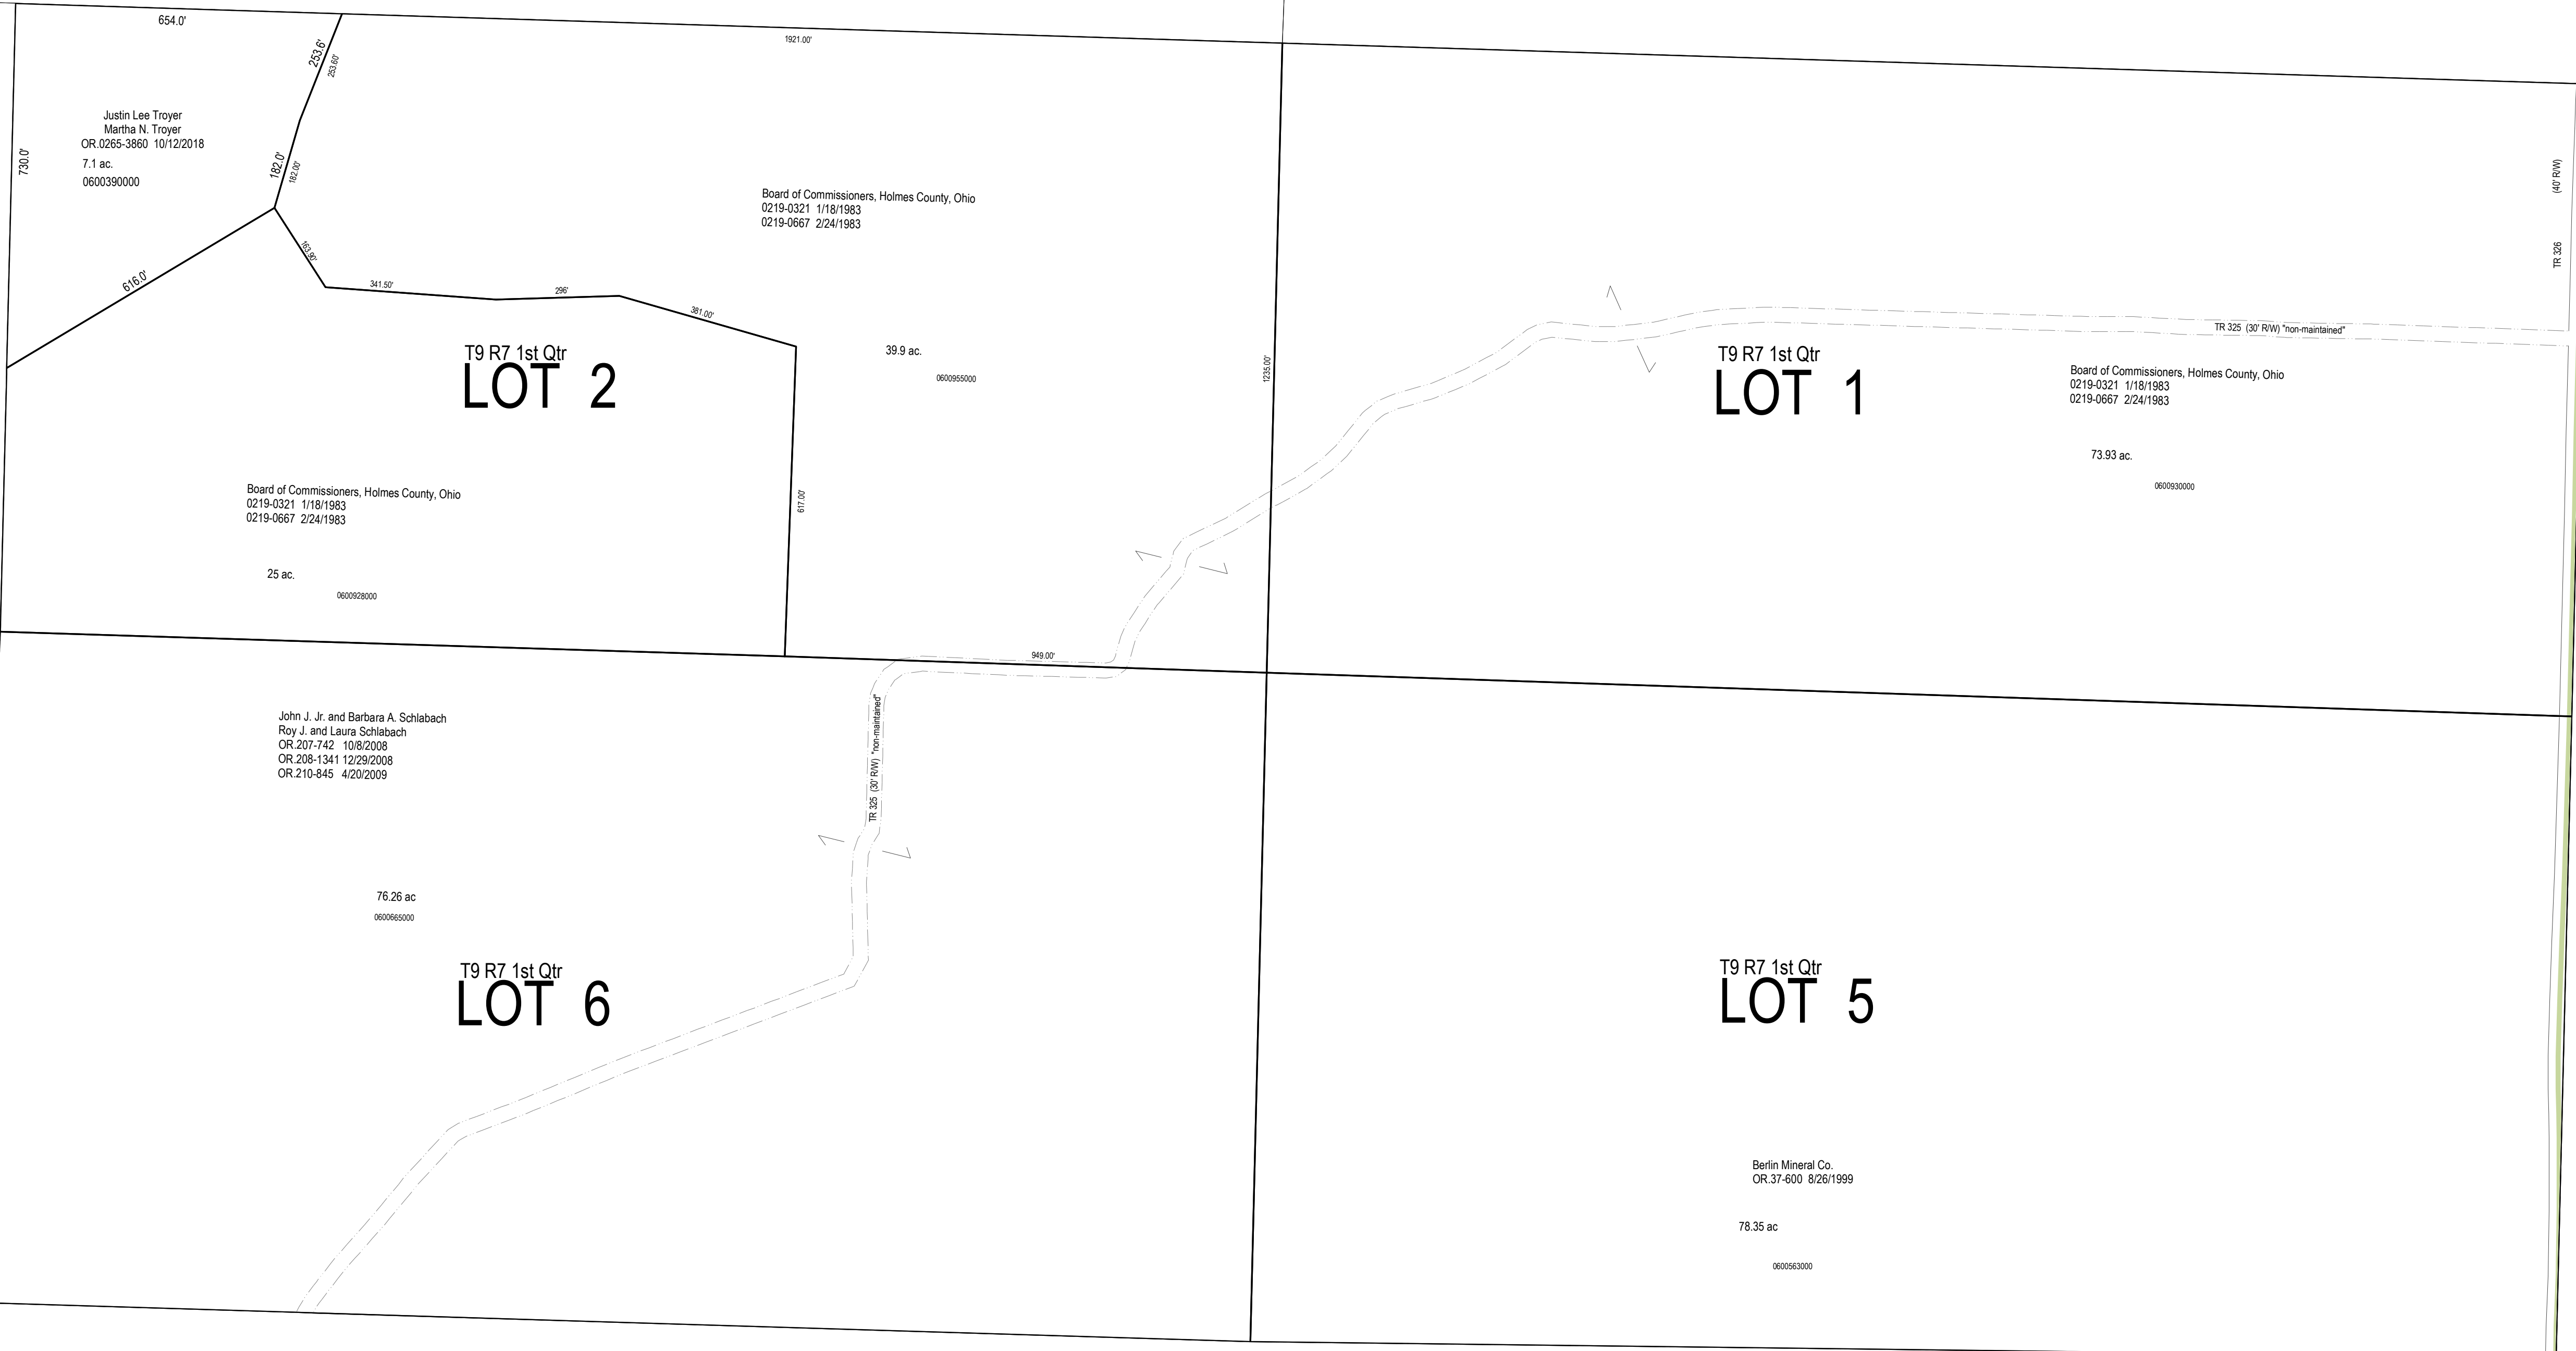 654.0'
253.6'
253.60'
1921.00'
Justin Lee Troyer
Martha N. Troyer
OR.0265-3860 10/12/2018
7.1 ac.
0600390000
730.0'
182.0'
182.00'
616.0'
163.90'
341.50'
296'
381.00'
Board of Commissioners, Holmes County, Ohio
0219-0321 1/18/1983
0219-0667 2/24/1983
39.9 ac.
0600955000
1235.00'
T9 R7 1st Qtr
LOT 2
617.00'
Board of Commissioners, Holmes County, Ohio
0219-0321 1/18/1983
0219-0667 2/24/1983
25 ac.
0600928000
949.00'
(40' R/W)
TR 326
TR 325 (30' R/W) "non-maintained"
T9 R7 1st Qtr
LOT 1
Board of Commissioners, Holmes County, Ohio
0219-0321 1/18/1983
0219-0667 2/24/1983
73.93 ac.
0600930000
John J. Jr. and Barbara A. Schlabach
Roy J. and Laura Schlabach
OR.207-742 10/8/2008
OR.208-1341 12/29/2008
OR.210-845 4/20/2009
TR 325 (30' R/W) "non-maintained"
76.26 ac
0600665000
T9 R7 1st Qtr
LOT 6
T9 R7 1st Qtr
LOT 5
Berlin Mineral Co.
OR.37-600 8/26/1999
78.35 ac
0600563000